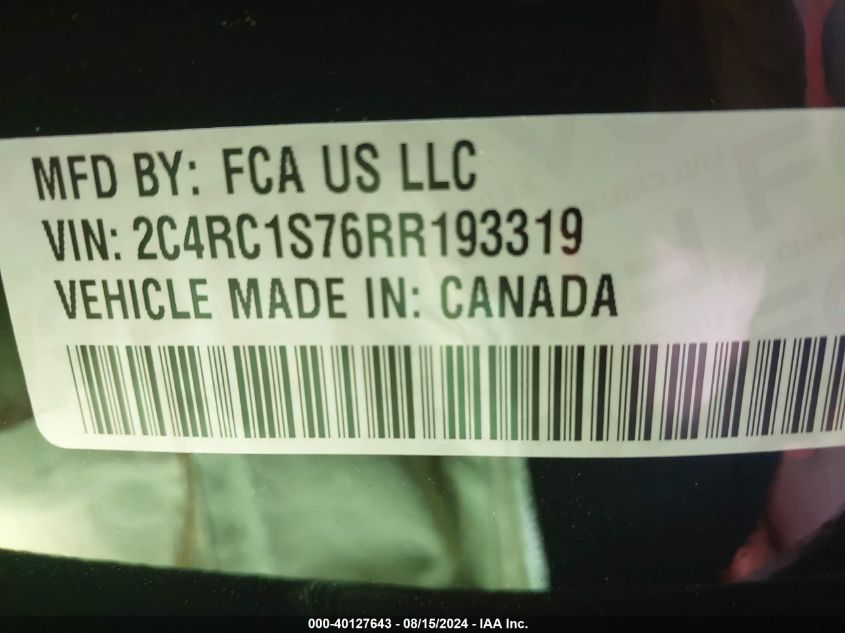 MFD BY: FCA US LLC
VIN: 2C4RC1S76RR193319
VEHICLE MADE IN: CANADA
000-40127643 - 08/15/2024 - IAA Inc.